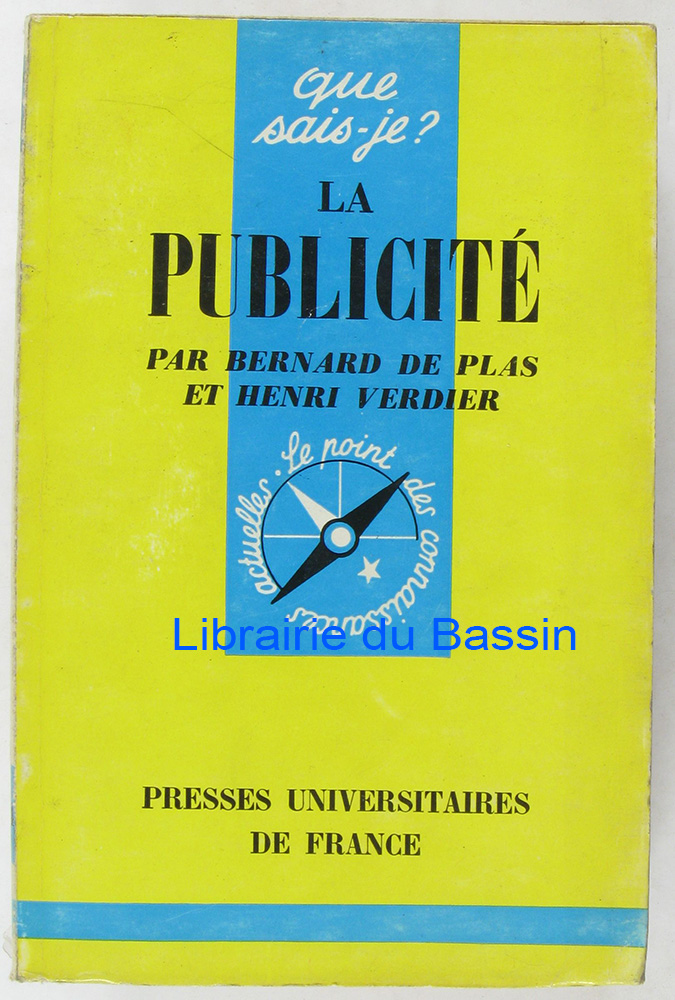 que
sais-je?
LA
PUBLICITÉ
PAR BERNARD DE PLAS
ET HENRI VERDIER
Le point des connaissances actuelles.
Librairie du Bassin
PRESSES UNIVERSITAIRES
DE FRANCE